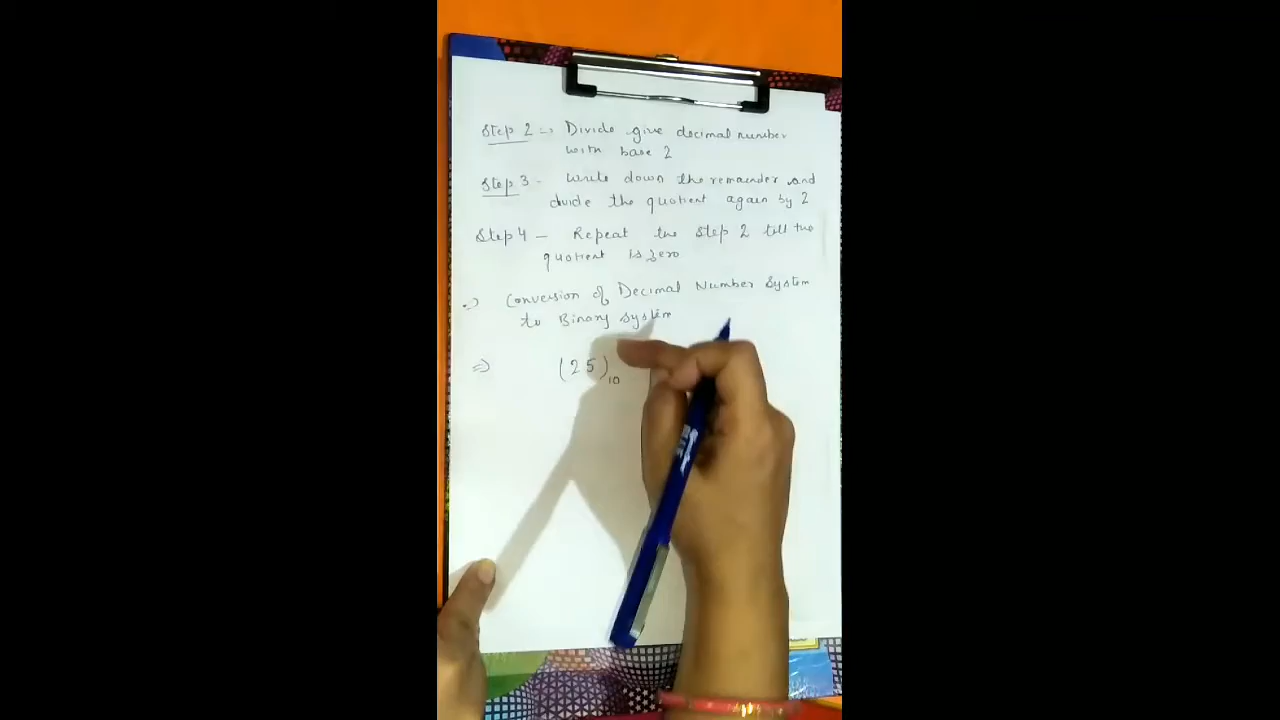 Step 2 => Divide give decimal number
with base 2
Step 3 - Write down the remainder and
divide the quotient again by 2
Step 4 - Repeat the step 2 till the
quotient is zero
Conversion of Decimal Number System
to Binary System
=> (25)10